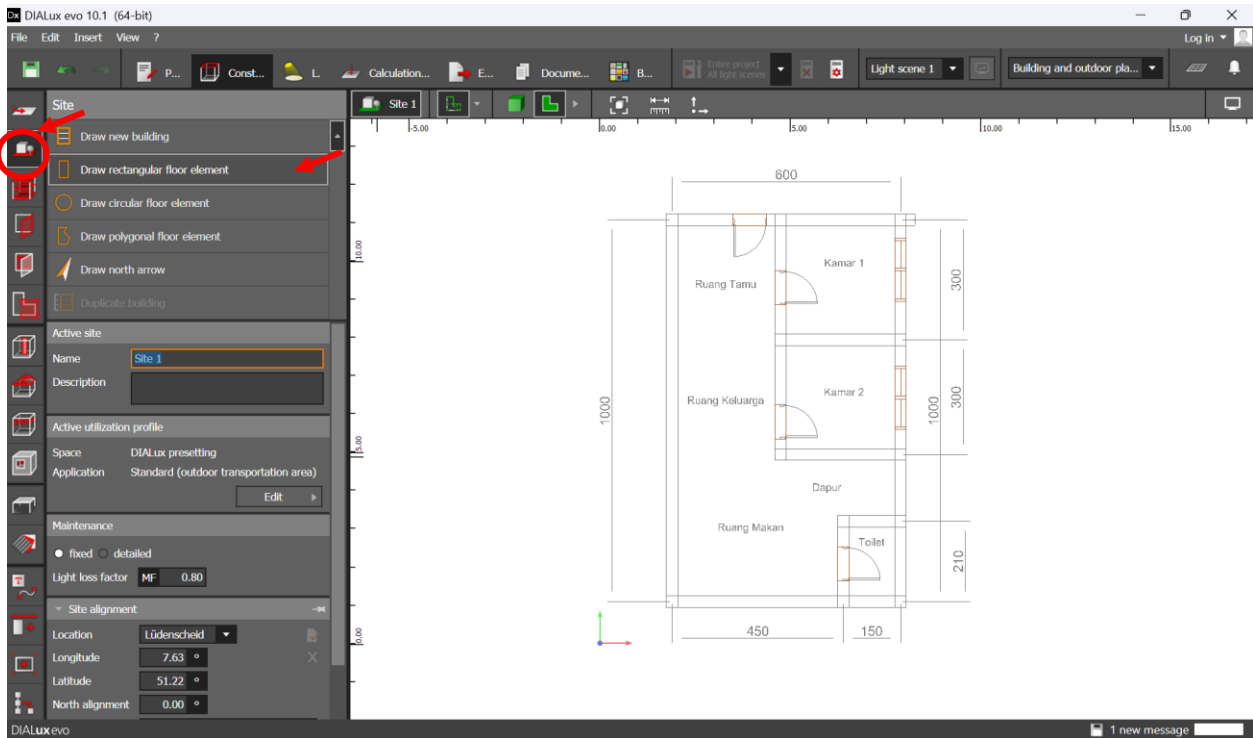 Dx DIALux evo 10.1 (64-bit)
File Edit Insert View ?
Log in
P... Const... L Calculation... E... Docume... B... Entire project All light scenes Light scene 1 Building and outdoor pla...
Site
Site 1
Draw new building
Draw rectangular floor element
Draw circular floor element
Draw polygonal floor element
Draw north arrow
Duplicate building
Active site
Name Site 1
Description
Active utilization profile
Space DIALux presetting
Application Standard (outdoor transportation area)
Edit
Maintenance
fixed detailed
Light loss factor MF 0.80
Site alignment
Location Lüdenscheid
Longitude 7.63 °
Latitude 51.22 °
North alignment 0.00 °
-5.00 0.00 5.00 10.00 15.00
10.00
5.00
0.00
600
Kamar 1
Ruang Tamu
300
Kamar 2
Ruang Keluarga
1000
1000
300
Dapur
Ruang Makan
Toilet
210
450 150
DIALux evo
1 new message